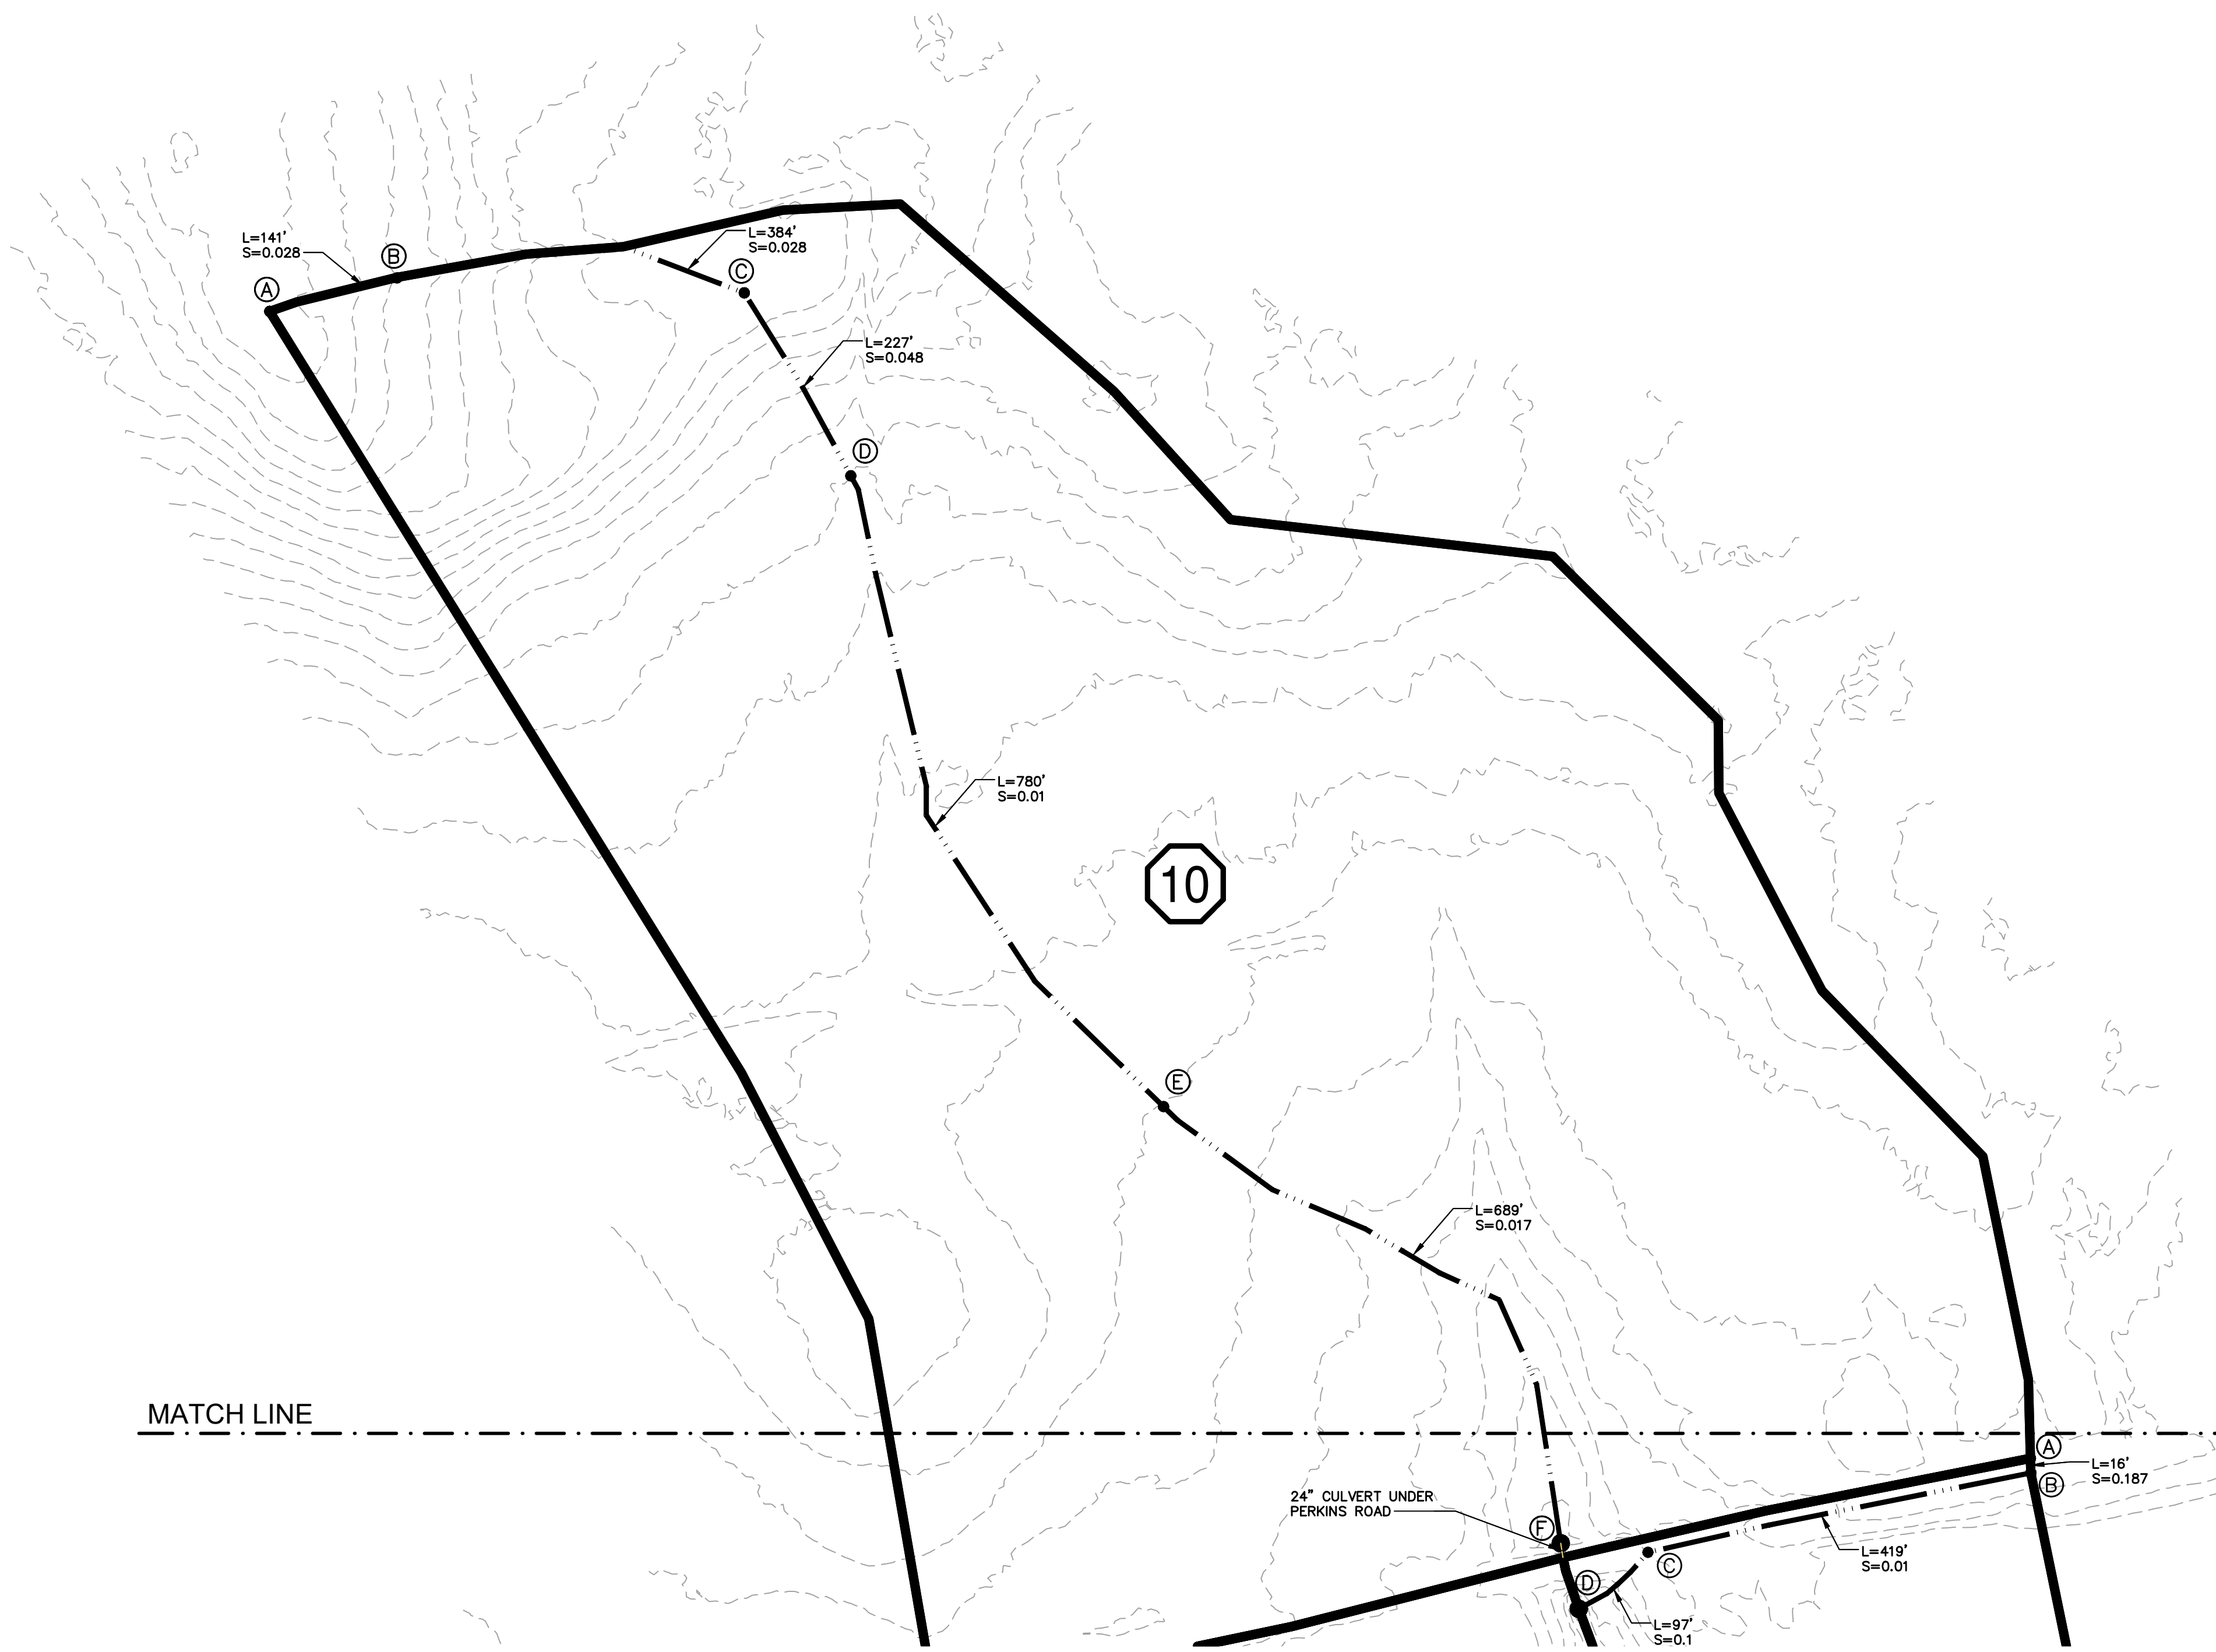 L=141'
S=0.028
B
A
L=384'
S=0.028
C
L=227'
S=0.048
D
L=780'
S=0.01
10
E
L=689'
S=0.017
MATCH LINE
A
L=16'
S=0.187
B
24" CULVERT UNDER
PERKINS ROAD
F
C
L=419'
S=0.01
D
L=97'
S=0.1